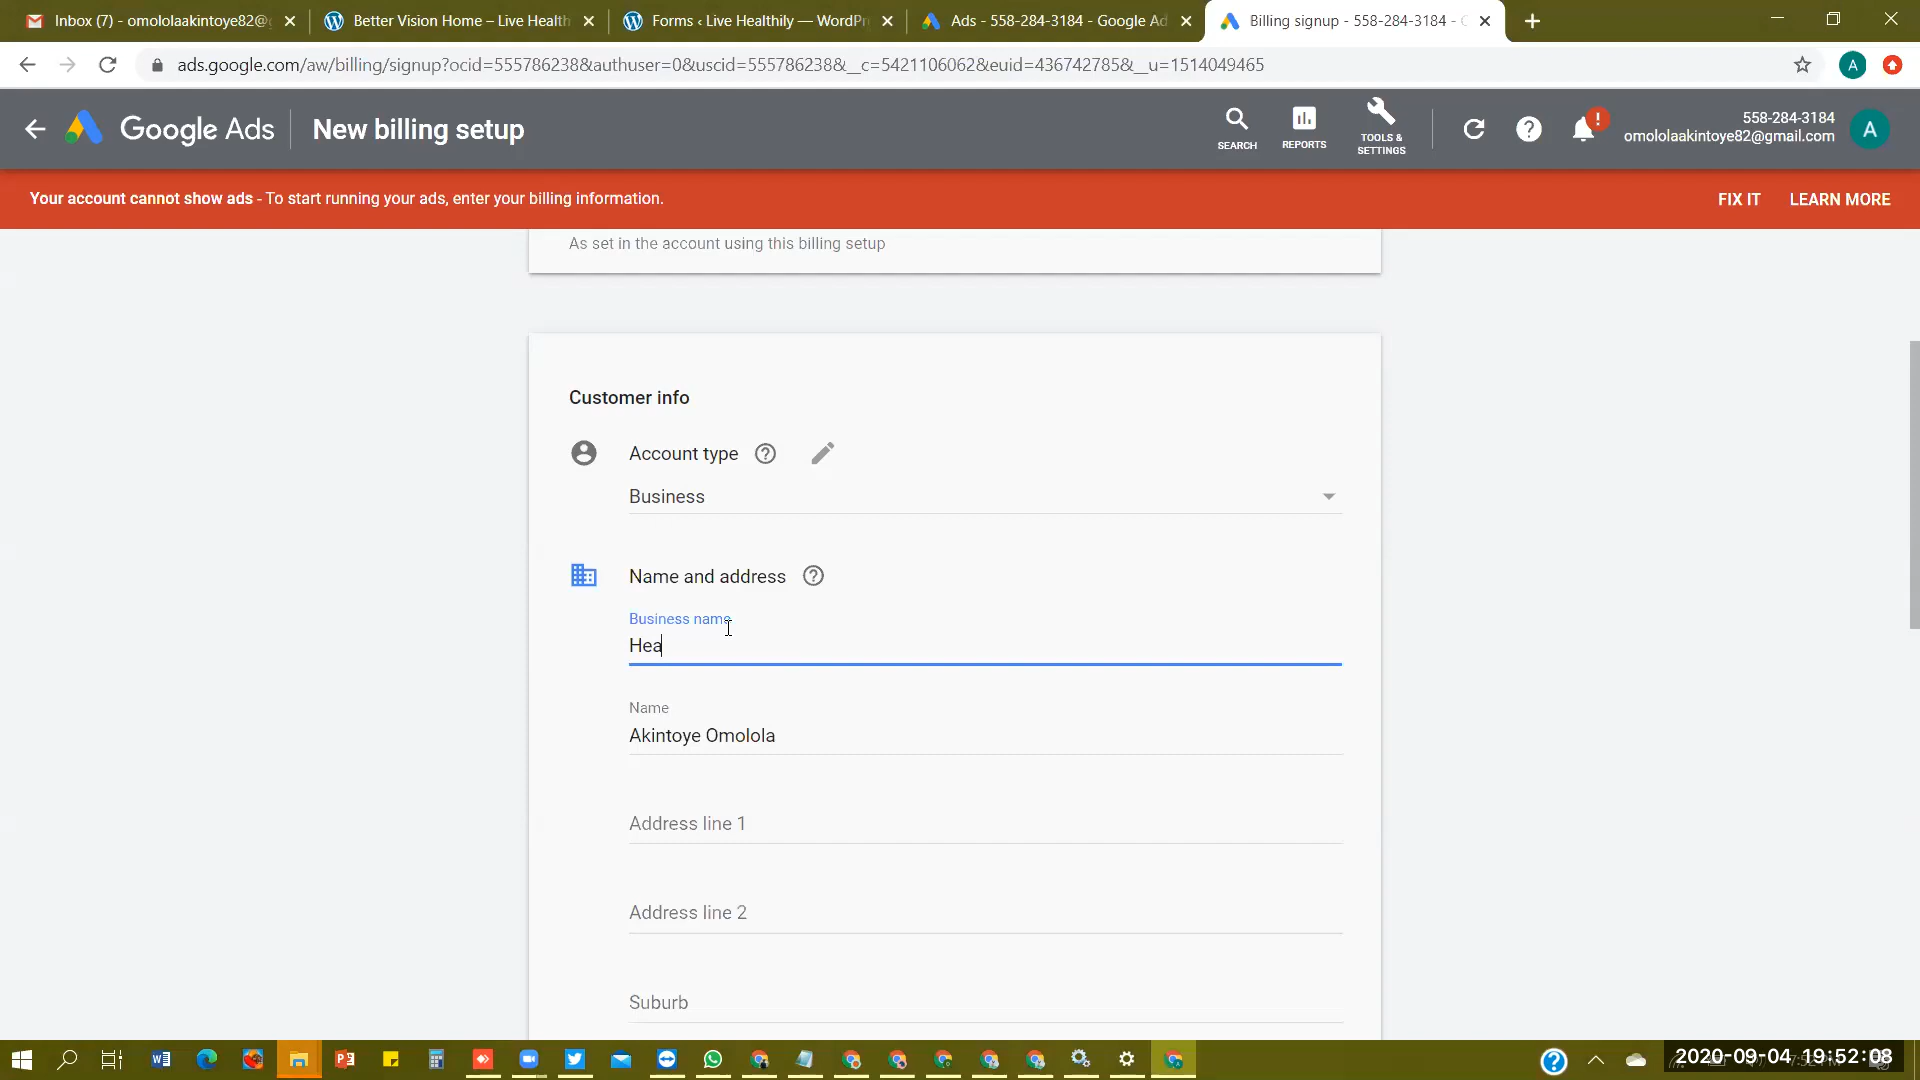 Inbox (7) - omololaakintoye82@g
Better Vision Home – Live Health
Forms ‹ Live Healthily — WordPr
Ads - 558-284-3184 - Google Ad
Billing signup - 558-284-3184 - G
ads.google.com/aw/billing/signup?ocid=555786238&authuser=0&uscid=555786238&__c=5421106062&euid=436742785&__u=1514049465
A
Google Ads
New billing setup
SEARCH
REPORTS
TOOLS &
SETTINGS
!
558-284-3184
omololaakintoye82@gmail.com
A
Your account cannot show ads - To start running your ads, enter your billing information.
FIX IT
LEARN MORE
As set in the account using this billing setup
Customer info
Account type
Business
Name and address
Business name
Hea
Name
Akintoye Omolola
Address line 1
Address line 2
Suburb
2020-09-04 19:52:08